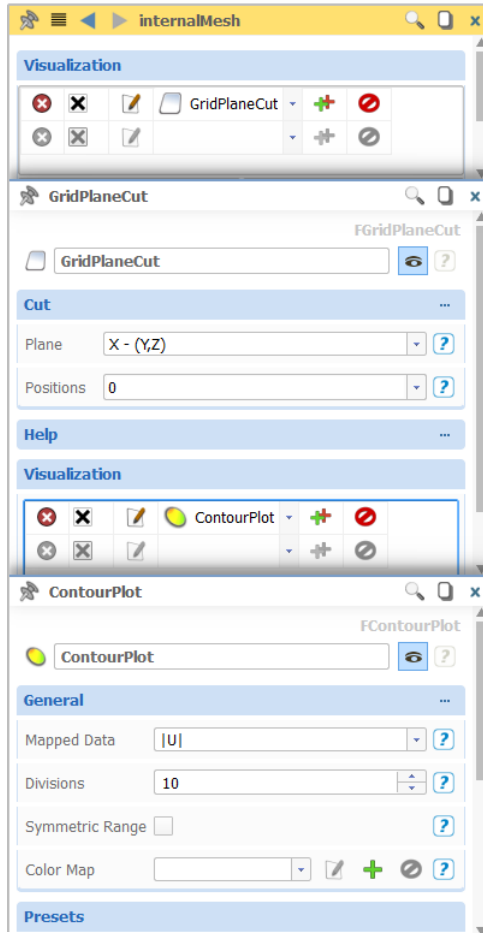 internalMesh
Visualization
GridPlaneCut
GridPlaneCut
FGridPlaneCut
GridPlaneCut
Cut
Plane X - (Y,Z)
Positions 0
Help
Visualization
ContourPlot
ContourPlot
FContourPlot
ContourPlot
General
Mapped Data |U|
Divisions 10
Symmetric Range
Color Map
Presets